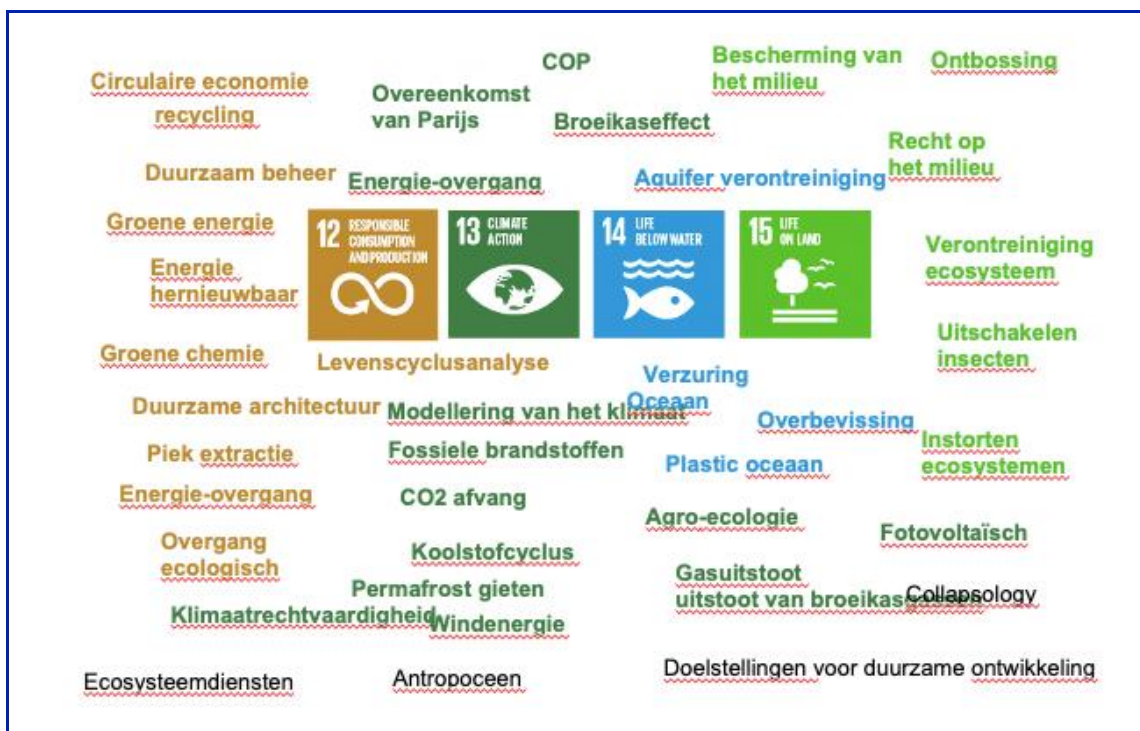 COP
Bescherming van
het milieu
Ontbossing
Circulaire economie
recycling
Overeenkomst
van Parijs
Broeikaseffect
Recht op
het milieu
Duurzaam beheer
Energie-overgang
Aquifer verontreiniging
Groene energie
12 RESPONSIBLE
CONSUMPTION
AND PRODUCTION
13 CLIMATE
ACTION
14 LIFE
BELOW WATER
15 LIFE
ON LAND
Verontreiniging
ecosysteem
Energie
hernieuwbaar
Uitschakelen
insecten
Groene chemie
Levenscyclusanalyse
Verzuring
Oceaan
Duurzame architectuur
Modellering van het klimaat
Overbevissing
Instorten
ecosystemen
Piek extractie
Fossiele brandstoffen
Plastic oceaan
Energie-overgang
CO2 afvang
Agro-ecologie
Fotovoltaïsch
Overgang
ecologisch
Koolstofcyclus
Permafrost gieten
Gasuitstoot
uitstoot van broeikasgassen
Collapsology
Klimaatrechtvaardigheid
Windenergie
Ecosysteemdiensten
Antropoceen
Doelstellingen voor duurzame ontwikkeling